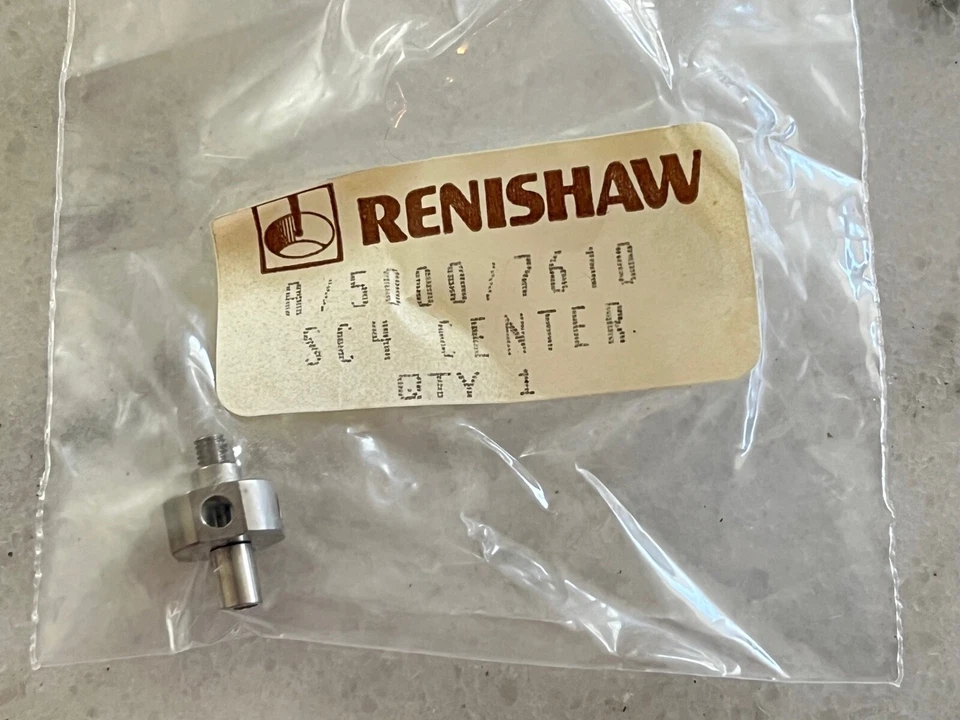 RENISHAW
A/5000/7610
SC4 CENTER
QTY 1